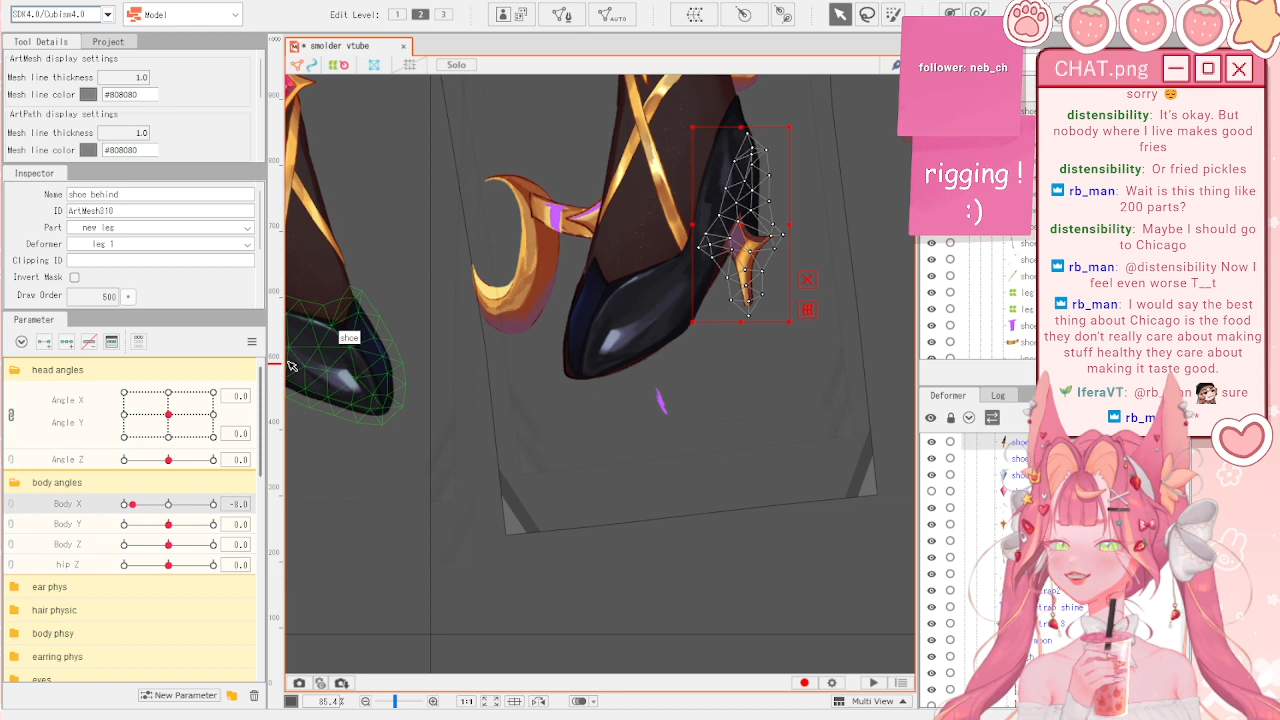 SDK4.0/Cubism4.0
Model
Edit Level: 1 2 3
AUTO
Tool Details
Project
ArtMesh display settings
Mesh line thickness 1.0
Mesh line color #808080
ArtPath display settings
Mesh line thickness 1.0
Mesh line color #808080
Inspector
Name shoe behind
ID ArtMesh310
Part new leg
Deformer leg 1
Clipping ID
Invert Mask
Draw Order 500
Parameter
head angles
Angle X 0.0
Angle Y 0.0
Angle Z 0.0
body angles
Body X -8.0
Body Y 0.0
Body Z 0.0
hip Z 0.0
ear phys
hair physic
body phsy
earring phys
eyes
New Parameter
* smolder vtube
Solo
shoe
85.4%
1:1
Multi View
follower: neb_ch
rigging !
:)
Deformer
Log
CHAT.png
sorry
distensibility: It's okay. But
nobody where I live makes good
fries
distensibility: Or fried pickles
rb_man: Wait is this thing like
200 parts?
distensibility: Maybe I should go
to Chicago
rb_man: @distensibility Now I
feel even worse T__t
rb_man: I would say the best
thing about Chicago is the food
they don't really care about making
stuff healthy they care about
making it taste good.
IferaVT: sure